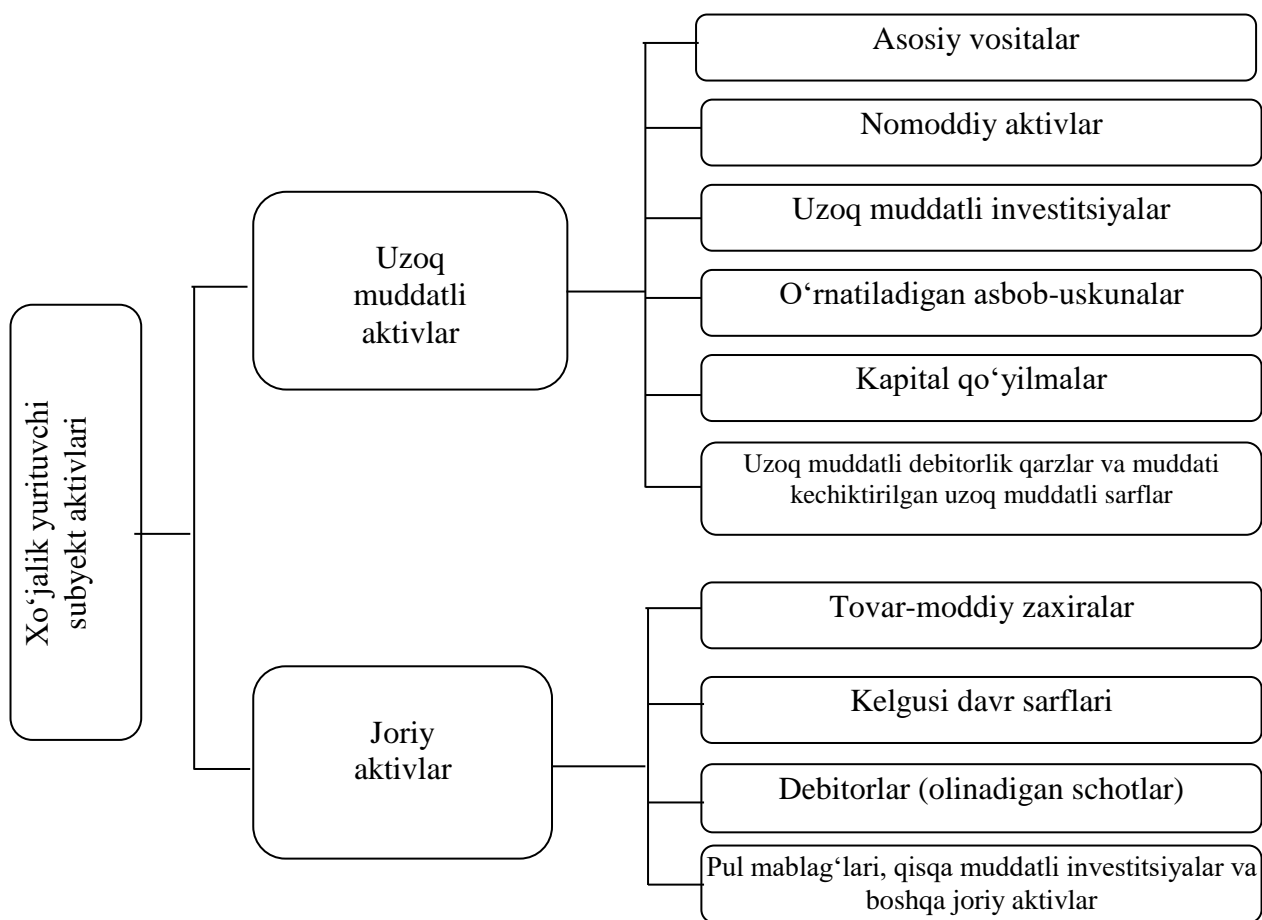 Xo‘jalik yurituvchi
subyekt aktivlari
Uzoq
muddatli
aktivlar
Asosiy vositalar
Nomoddiy aktivlar
Uzoq muddatli investitsiyalar
O‘rnatiladigan asbob-uskunalar
Kapital qo‘yilmalar
Uzoq muddatli debitorlik qarzlar va muddati
kechiktirilgan uzoq muddatli sarflar
Joriy
aktivlar
Tovar-moddiy zaxiralar
Kelgusi davr sarflari
Debitorlar (olinadigan schotlar)
Pul mablag‘lari, qisqa muddatli investitsiyalar va
boshqa joriy aktivlar